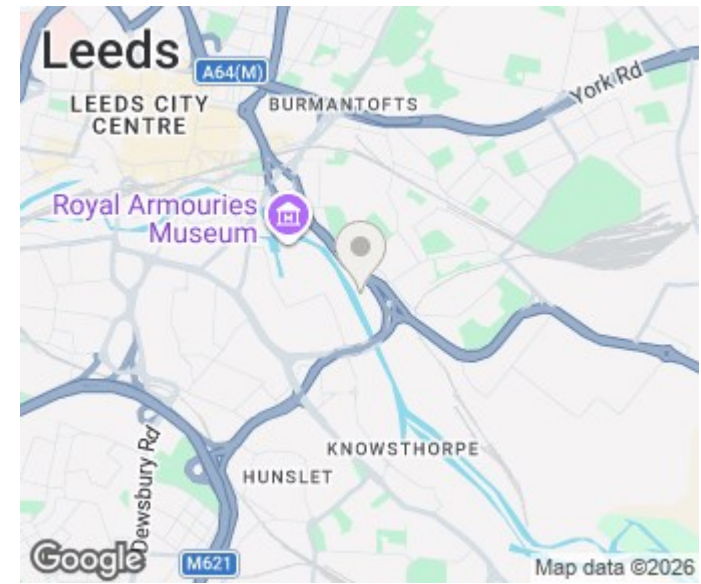 Leeds
A64(M)
LEEDS CITY
CENTRE
BURMANTOFTS
York Rd
Royal Armouries
Museum
KNOWSTHORPE
HUNSLET
Dewsbury Rd
M621
Google
Map data ©2026